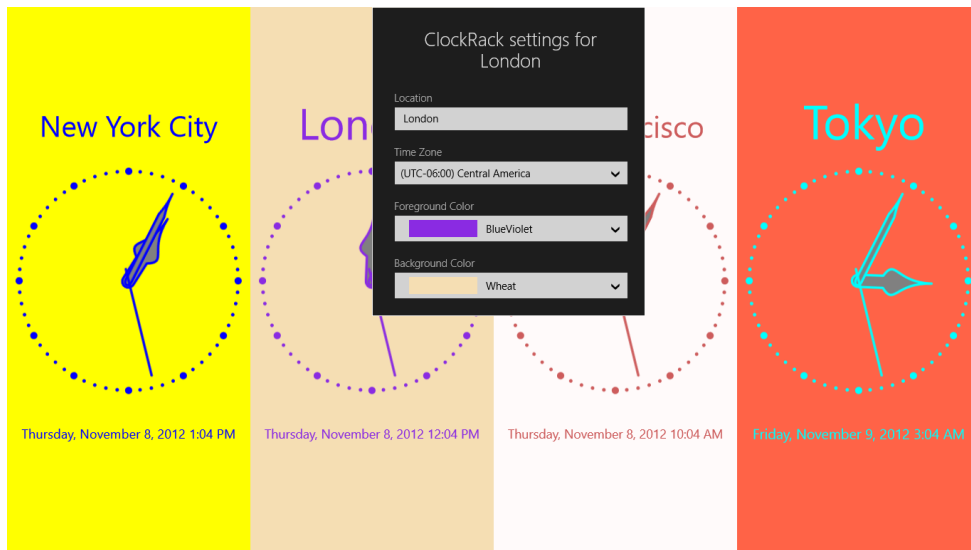 ClockRack settings for
London
New York City
Lon
cisco
Tokyo
Location
London
Time Zone
(UTC-06:00) Central America
Foreground Color
BlueViolet
Background Color
Wheat
Thursday, November 8, 2012 1:04 PM
Thursday, November 8, 2012 12:04 PM
Thursday, November 8, 2012 10:04 AM
Friday, November 9, 2012 3:04 AM